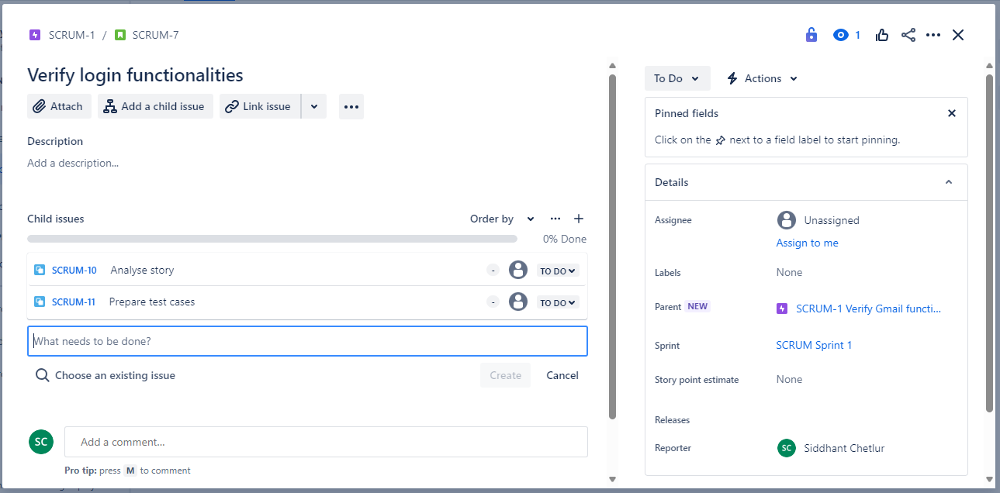 SCRUM-1 / SCRUM-7
1
Verify login functionalities
Attach
Add a child issue
Link issue
Description
Add a description...
Child issues
Order by
0% Done
SCRUM-10 Analyse story - TO DO
SCRUM-11 Prepare test cases - TO DO
What needs to be done?
Choose an existing issue
Create
Cancel
SC
Add a comment...
Pro tip: press M to comment
To Do
Actions
Pinned fields
Click on the next to a field label to start pinning.
Details
Assignee
Unassigned
Assign to me
Labels
None
Parent NEW
SCRUM-1 Verify Gmail functi...
Sprint
SCRUM Sprint 1
Story point estimate
None
Releases
Reporter
SC Siddhant Chetlur